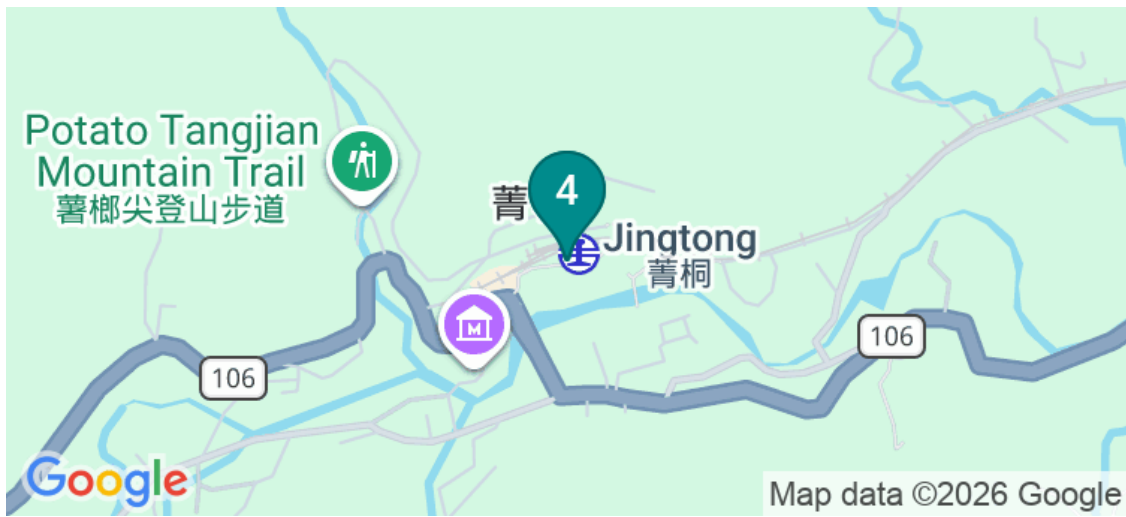 Potato Tangjian
Mountain Trail
薯榔尖登山步道
菁
4
Jingtong
菁桐
M
106
106
Google
Map data ©2026 Google